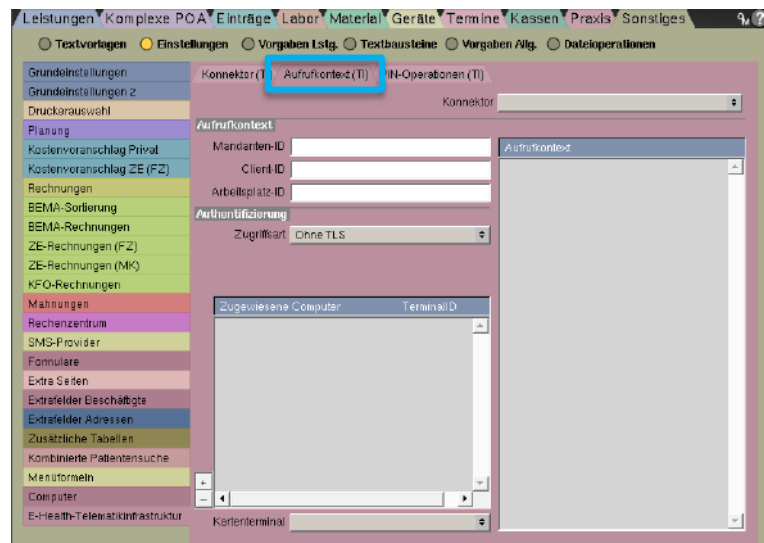 Leistungen Komplexe POA Einträge Labor Material Geräte Termine Kassen Praxis Sonstiges
Textvorlagen Einstellungen Vorgaben Lstg. Textbausteine Vorgaben Allg. Dateioperationen
Grundeinstellungen
Grundeinstellungen 2
Druckerauswahl
Planung
Kostenvoranschlag Privat
Kostenvoranschlag ZE (FZ)
Rechnungen
BEMA-Sortierung
BEMA-Rechnungen
ZE-Rechnungen (FZ)
ZE-Rechnungen (MK)
KFO-Rechnungen
Mahnungen
Rechenzentrum
SMS-Provider
Formulare
Extra Seiten
Extrafelder Beschäftigte
Extrafelder Adressen
Zusätzliche Tabellen
Kombinierte Patientensuche
Menüformeln
Computer
E-Health-Telematikinfrastruktur
Konnektor (TI) Aufrufkontext (TI) PIN-Operationen (TI)
Konnektor
Aufrufkontext
Mandanten-ID
Client-ID
Arbeitsplatz-ID
Authentifizierung
Zugriffsart Ohne TLS
Zugewiesene Computer TerminalID
Kartenterminal
Aufrufkontext